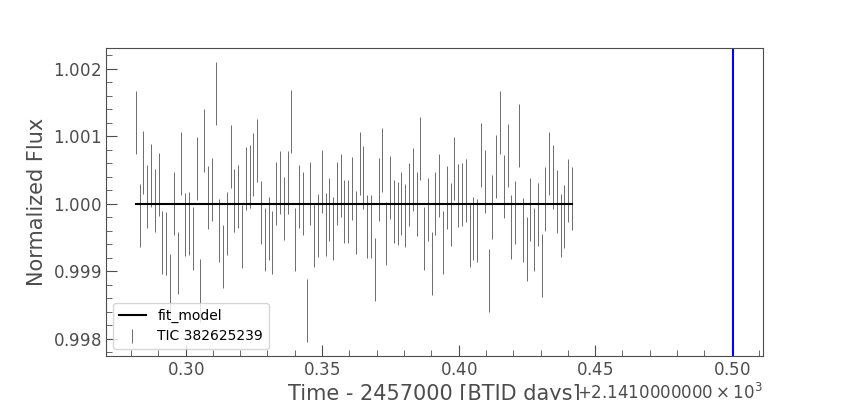 1.002
1.001
1.000
0.999
0.998
Normalized Flux
fit_model
TIC 382625239
0.30
0.35
0.40
0.45
0.50
Time - 2457000 [BTJD days]
+2.1410000000 × 10³